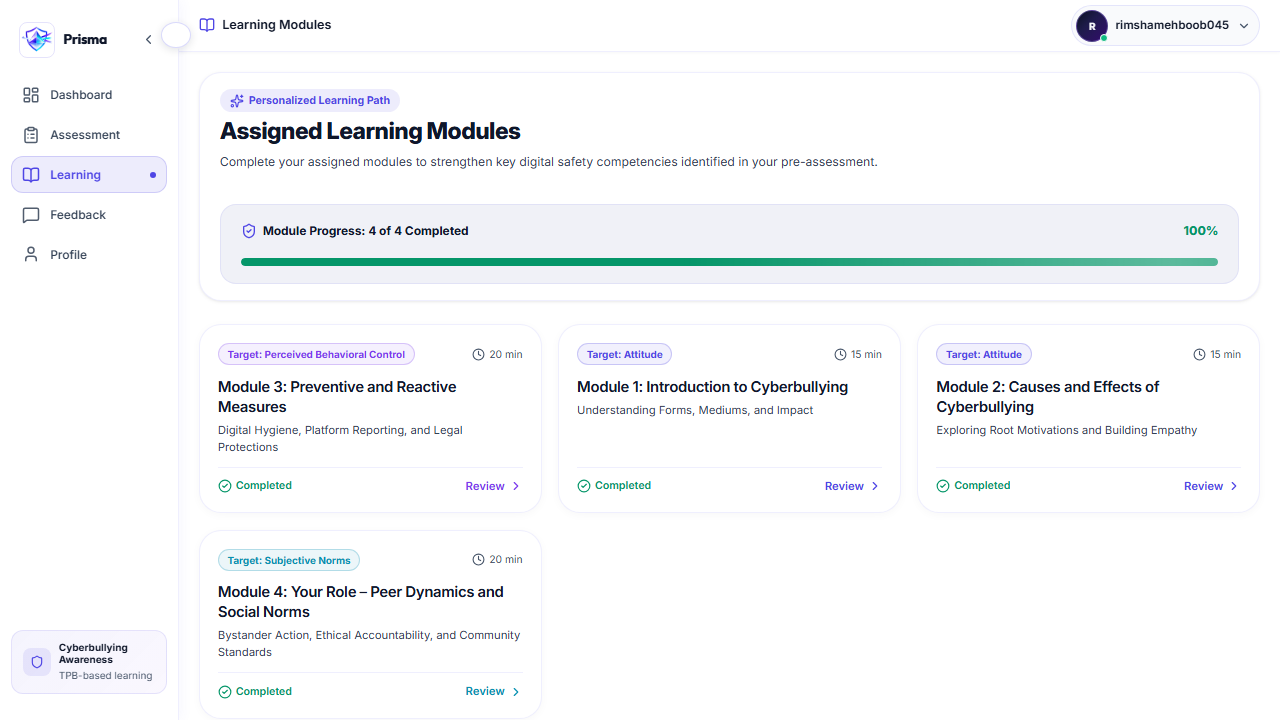 Prisma
Learning Modules
R
rimshamehboob045
Dashboard
Assessment
Learning
Feedback
Profile
Personalized Learning Path
Assigned Learning Modules
Complete your assigned modules to strengthen key digital safety competencies identified in your pre-assessment.
Module Progress: 4 of 4 Completed
100%
Target: Perceived Behavioral Control
20 min
Module 3: Preventive and Reactive
Measures
Digital Hygiene, Platform Reporting, and Legal
Protections
Completed
Review
Target: Attitude
15 min
Module 1: Introduction to Cyberbullying
Understanding Forms, Mediums, and Impact
Completed
Review
Target: Attitude
15 min
Module 2: Causes and Effects of
Cyberbullying
Exploring Root Motivations and Building Empathy
Completed
Review
Target: Subjective Norms
20 min
Module 4: Your Role – Peer Dynamics and
Social Norms
Bystander Action, Ethical Accountability, and Community
Standards
Completed
Review
Cyberbullying
Awareness
TPB-based learning